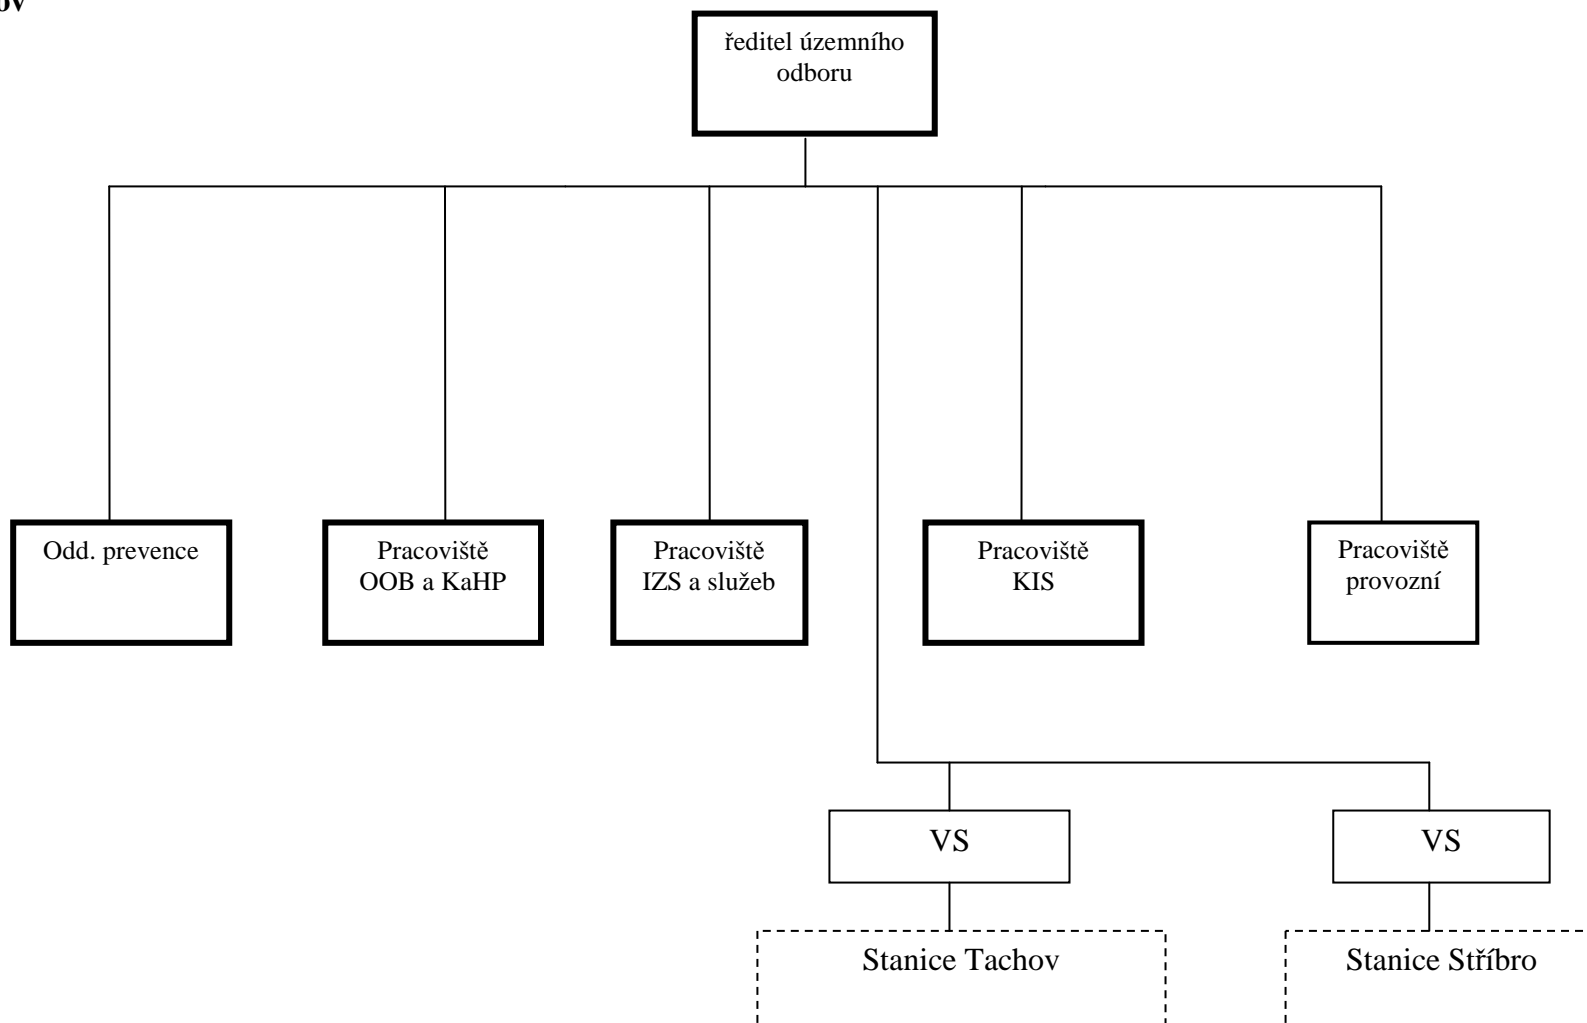 ředitel územního
odboru
Odd. prevence
Pracoviště
OOB a KaHP
Pracoviště
IZS a služeb
Pracoviště
KIS
Pracoviště
provozní
VS
VS
Stanice Tachov
Stanice Stříbro